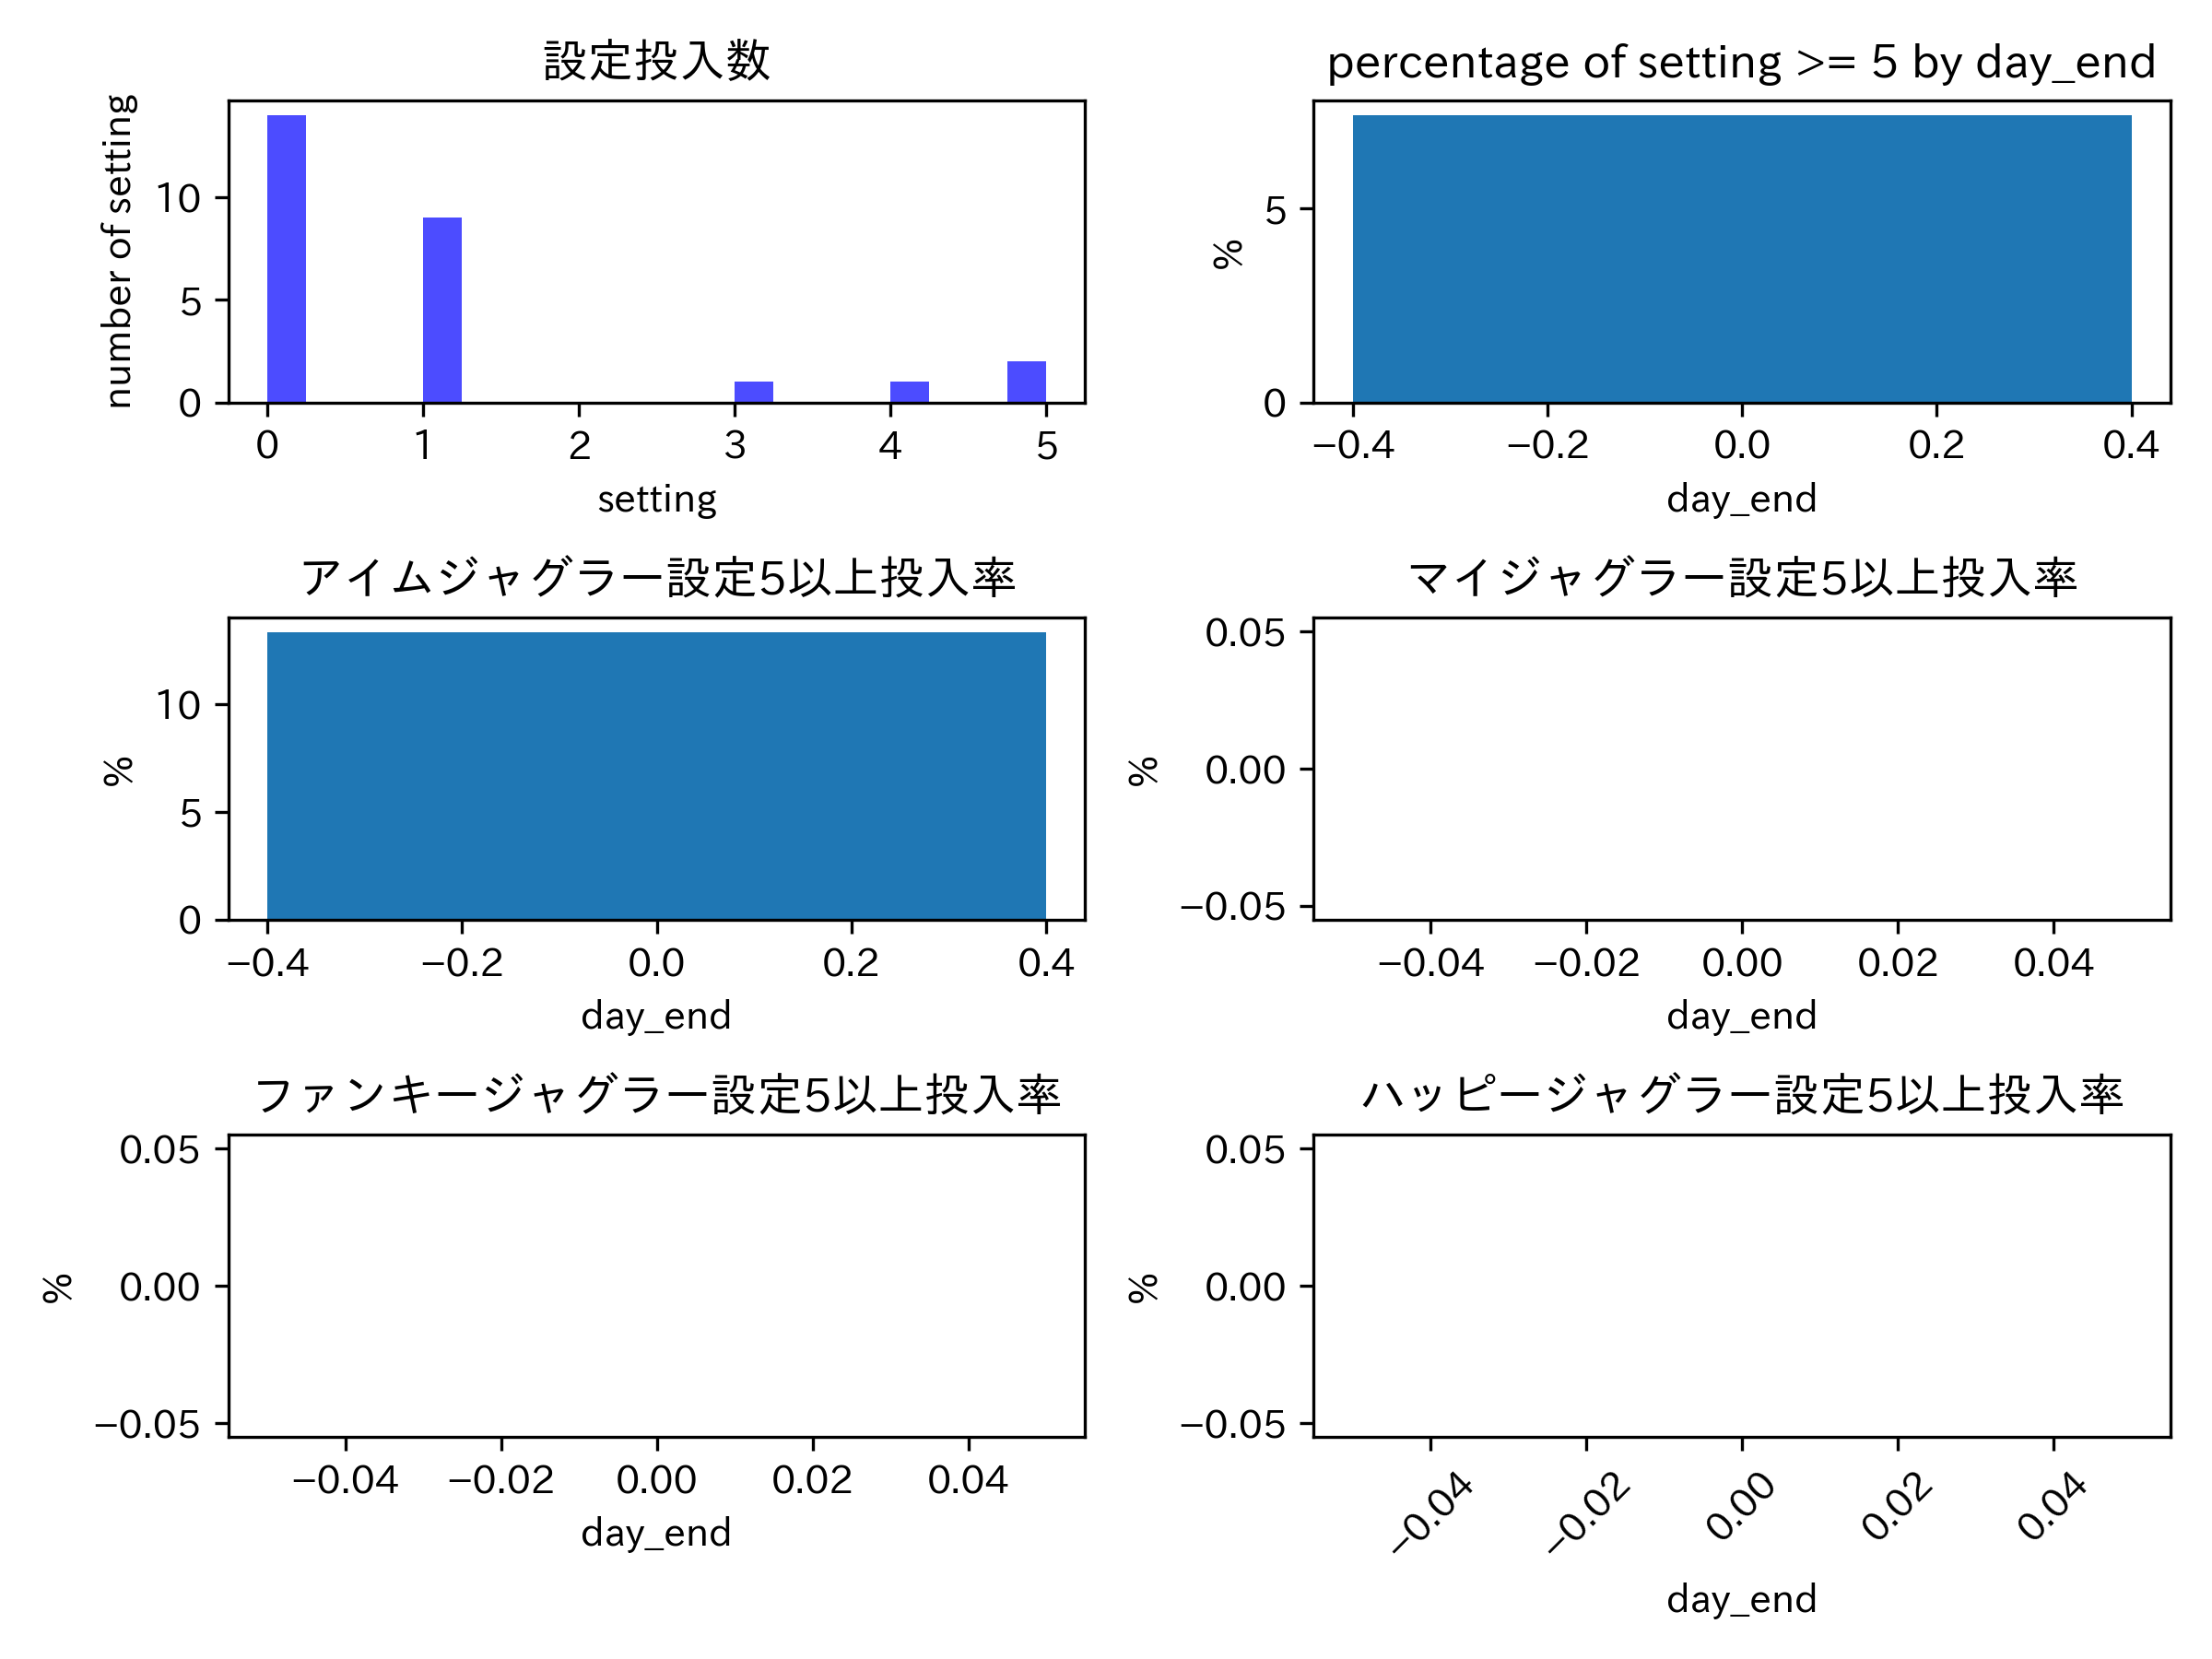 設定投入数
number of setting
10
5
0
0 1 2 3 4 5
setting
percentage of setting >= 5 by day_end
%
5
0
−0.4 −0.2 0.0 0.2 0.4
day_end
アイムジャグラー設定5以上投入率
%
10
5
0
−0.4 −0.2 0.0 0.2 0.4
day_end
マイジャグラー設定5以上投入率
%
0.05
0.00
−0.05
−0.04 −0.02 0.00 0.02 0.04
day_end
ファンキージャグラー設定5以上投入率
%
0.05
0.00
−0.05
−0.04 −0.02 0.00 0.02 0.04
day_end
ハッピージャグラー設定5以上投入率
%
0.05
0.00
−0.05
−0.04 −0.02 0.00 0.02 0.04
day_end